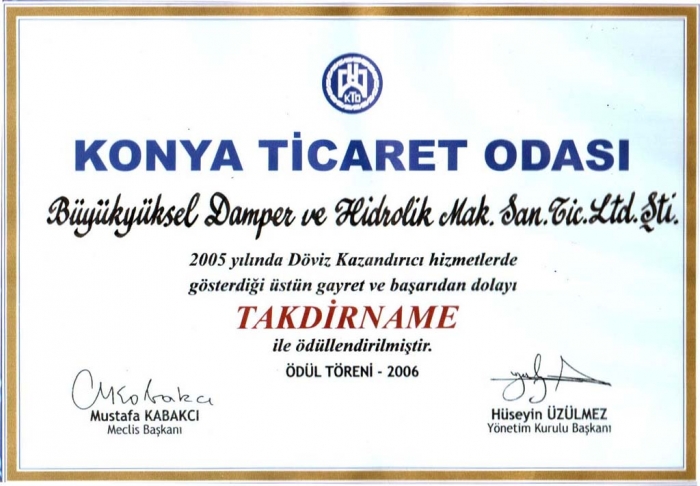 KTO
KONYA TİCARET ODASI
Büyükyüksel Damper ve Hidrolik Mak. San.Tic.Ltd.Şti.
2005 yılında Döviz Kazandırıcı hizmetlerde
gösterdiği üstün gayret ve başarıdan dolayı
TAKDİRNAME
ile ödüllendirilmiştir.
ÖDÜL TÖRENİ - 2006
Mustafa KABAKCI
Meclis Başkanı
Hüseyin ÜZÜLMEZ
Yönetim Kurulu Başkanı